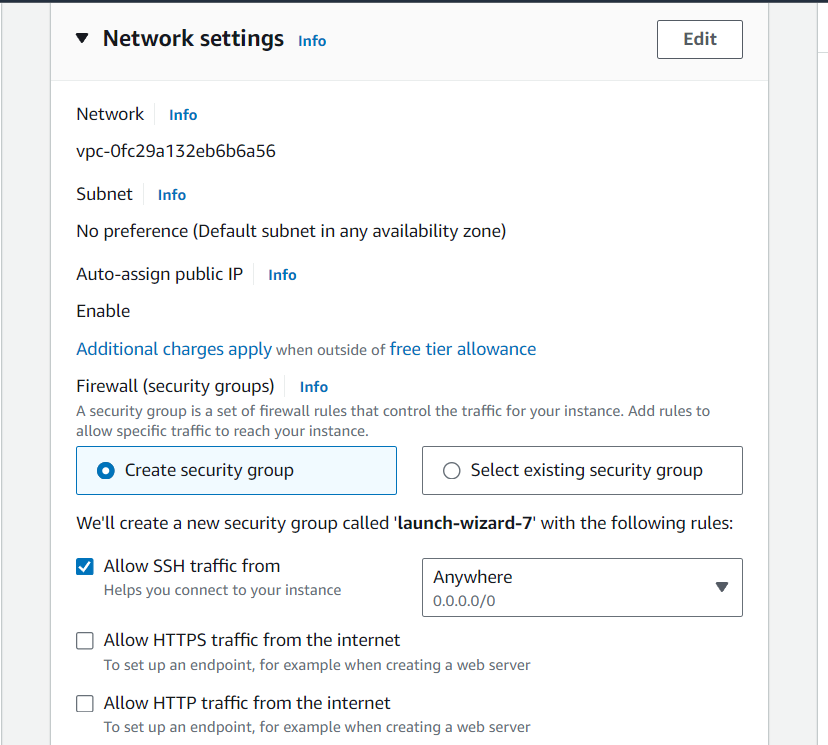 Network settings Info Edit
Network Info
vpc-0fc29a132eb6b6a56
Subnet Info
No preference (Default subnet in any availability zone)
Auto-assign public IP Info
Enable
Additional charges apply when outside of free tier allowance
Firewall (security groups) Info
A security group is a set of firewall rules that control the traffic for your instance. Add rules to
allow specific traffic to reach your instance.
Create security group Select existing security group
We'll create a new security group called 'launch-wizard-7' with the following rules:
Allow SSH traffic from
Helps you connect to your instance
Anywhere
0.0.0.0/0
Allow HTTPS traffic from the internet
To set up an endpoint, for example when creating a web server
Allow HTTP traffic from the internet
To set up an endpoint, for example when creating a web server